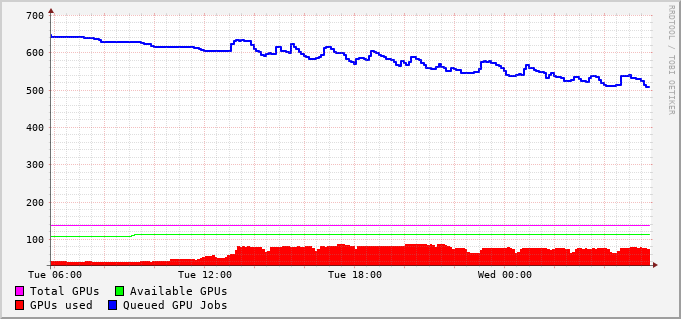 700
600
500
400
300
200
100
Tue 06:00 Tue 12:00 Tue 18:00 Wed 00:00
Total GPUs Available GPUs
GPUs used Queued GPU Jobs
RRDTOOL / TOBI OETIKER